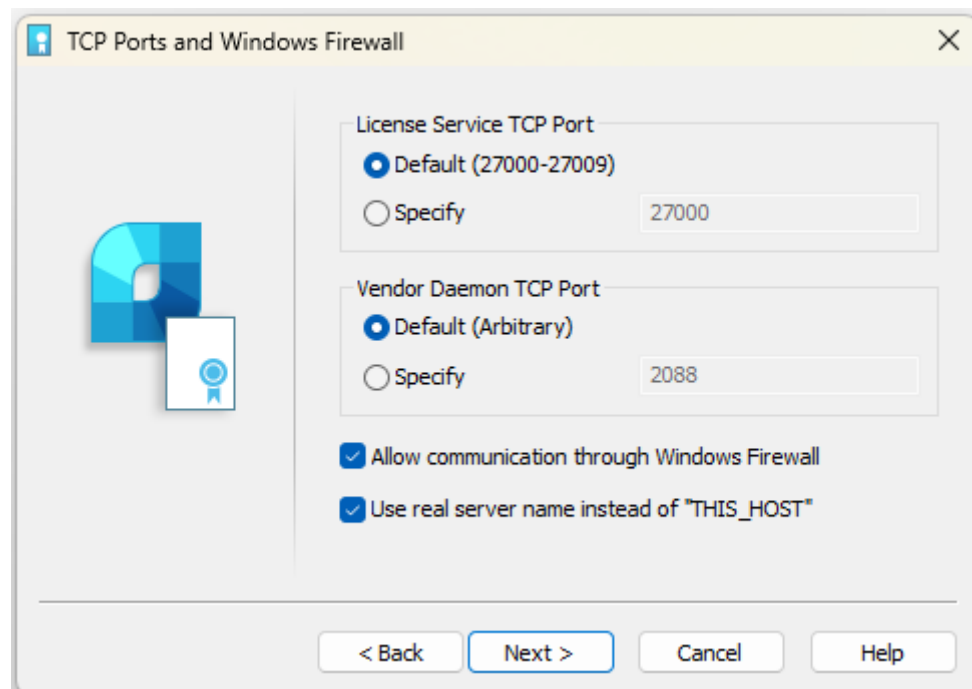 TCP Ports and Windows Firewall
License Service TCP Port
Default (27000-27009)
Specify 27000
Vendor Daemon TCP Port
Default (Arbitrary)
Specify 2088
Allow communication through Windows Firewall
Use real server name instead of "THIS_HOST"
< Back Next > Cancel Help